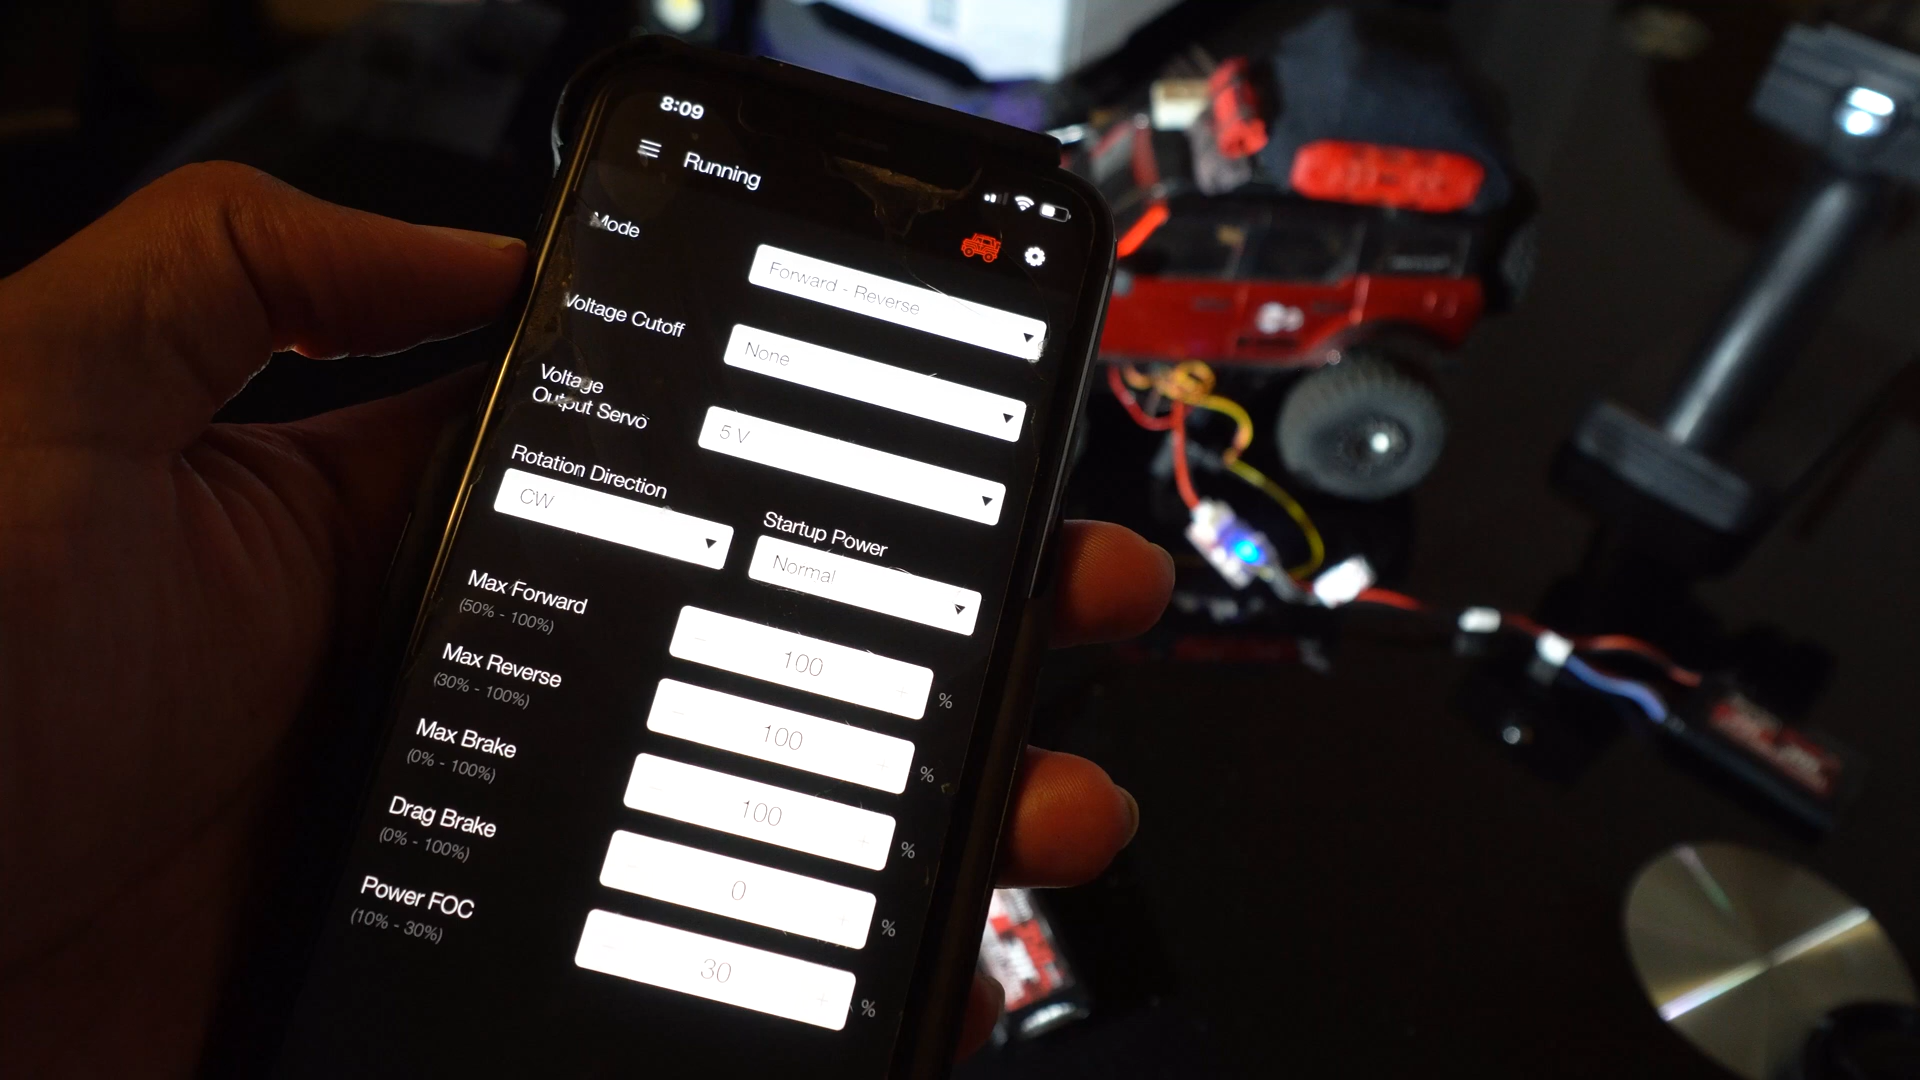 8:09
Running
Mode
Forward - Reverse
Voltage Cutoff
None
Voltage
Output Servo
5 V
Rotation Direction
CW
Startup Power
Normal
Max Forward
(50% - 100%)
100 %
Max Reverse
(30% - 100%)
100 %
Max Brake
(0% - 100%)
100 %
Drag Brake
(0% - 100%)
0 %
Power FOC
(10% - 30%)
30 %